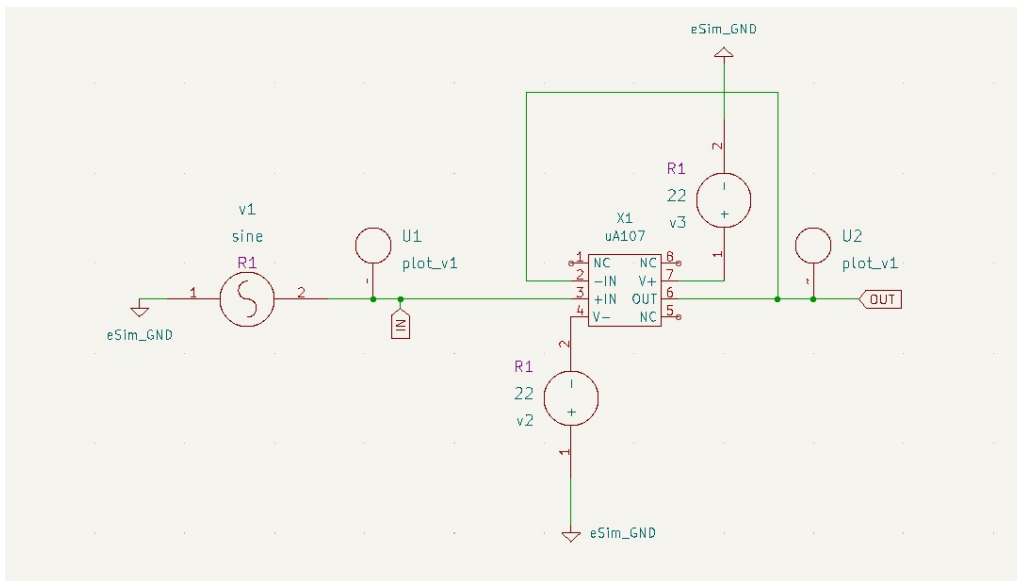 eSim_GND
2
R1
22
v3
- +
1
v1
sine
R1
1
2
eSim_GND
U1
plot_v1
IN
X1
uA107
1 NC NC 8
2 -IN V+ 7
3 +IN OUT 6
4 V- NC 5
U2
plot_v1
OUT
2
R1
22
v2
- +
1
eSim_GND